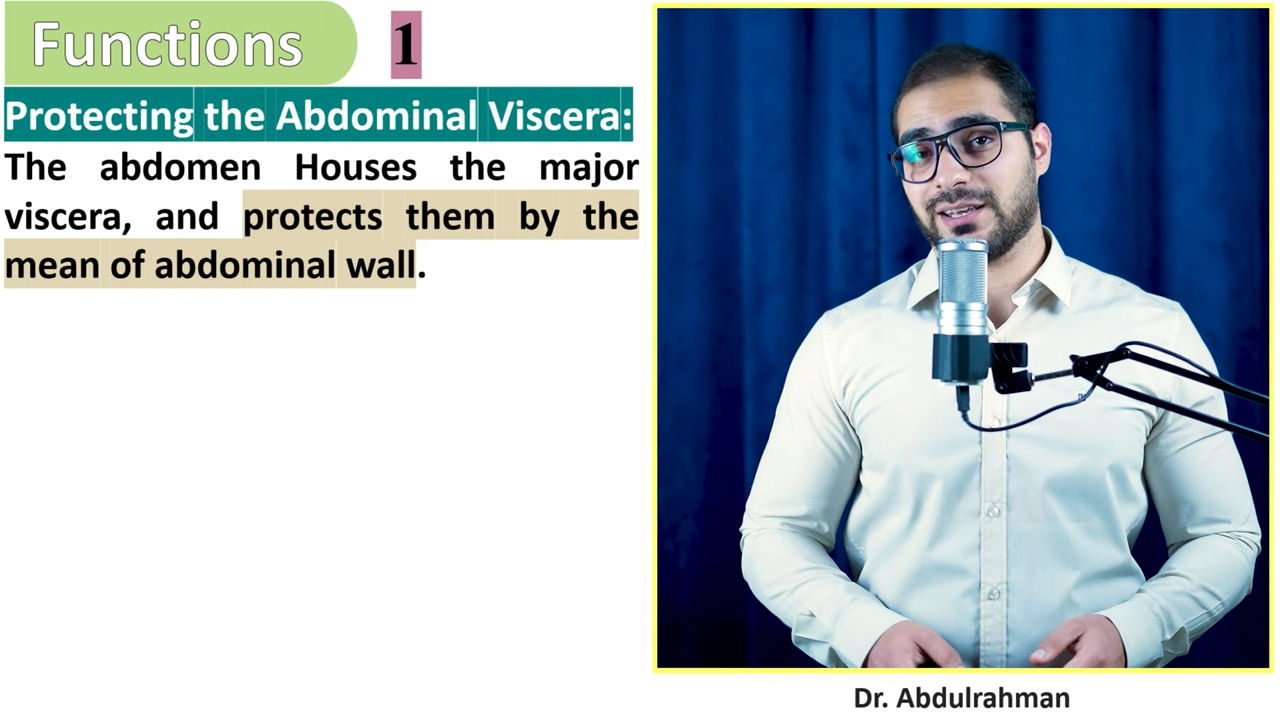 Functions 1
Protecting the Abdominal Viscera:
The abdomen Houses the major
viscera, and protects them by the
mean of abdominal wall.
Dr. Abdulrahman